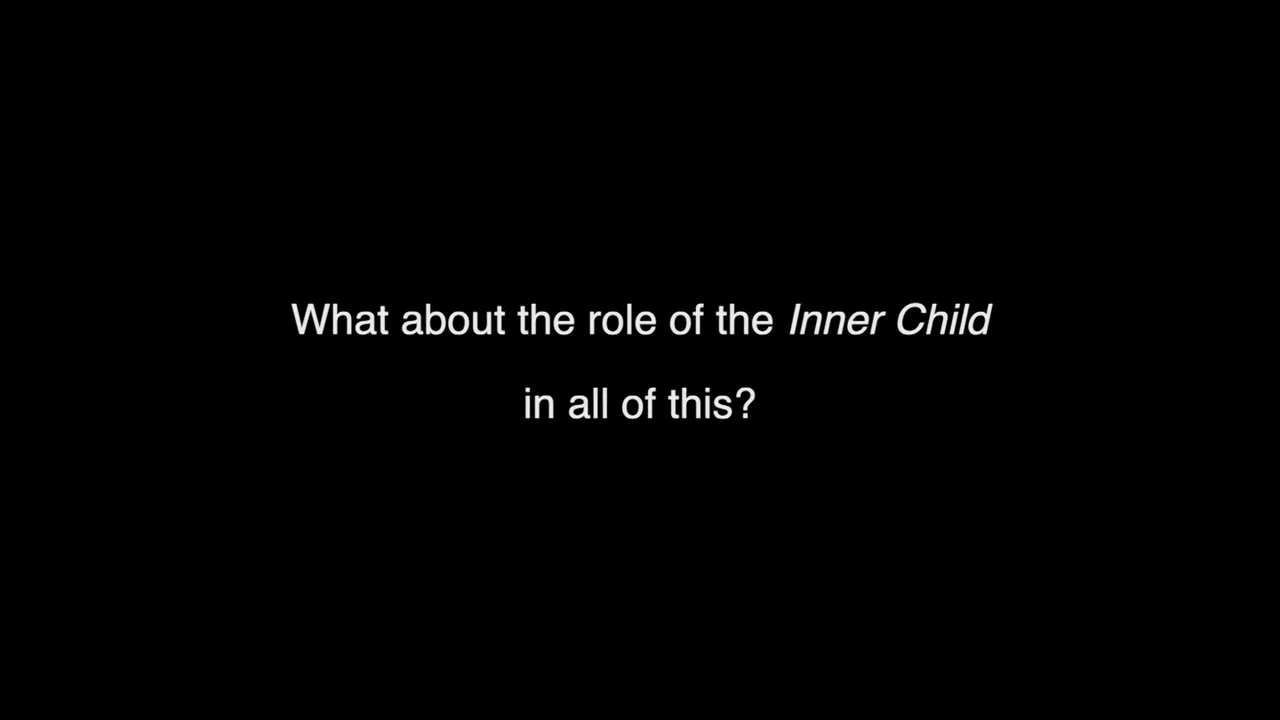 What about the role of the Inner Child
in all of this?